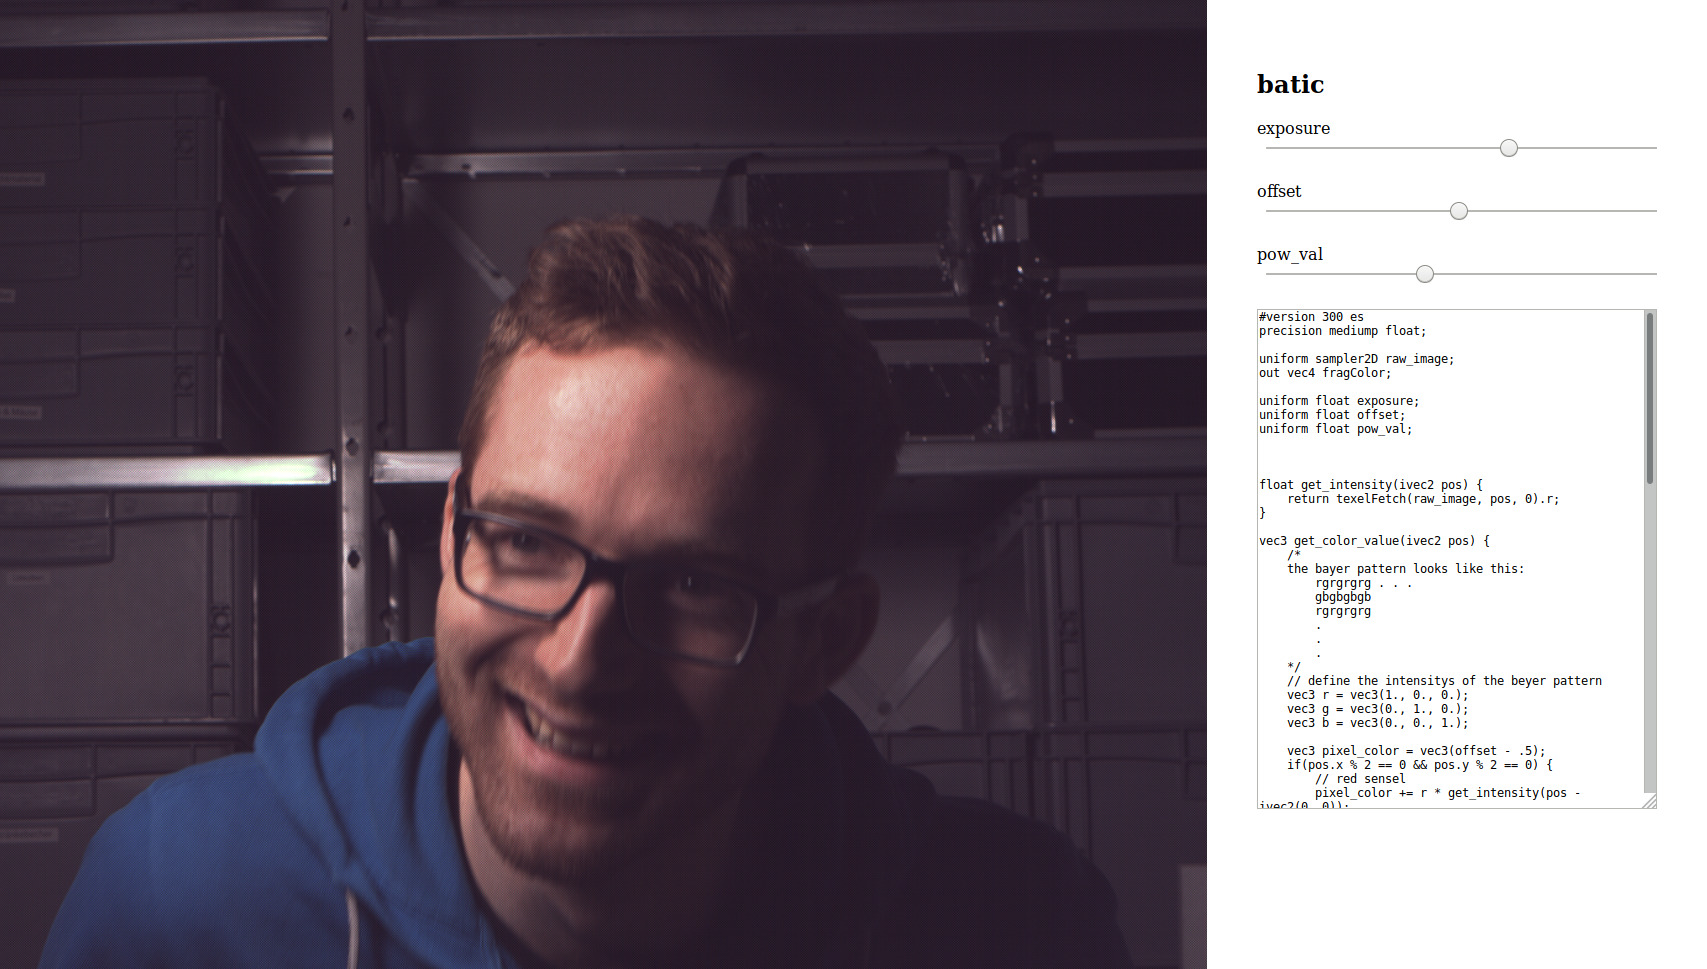 batic
exposure
offset
pow_val
#version 300 es
precision mediump float;
uniform sampler2D raw_image;
out vec4 fragColor;
uniform float exposure;
uniform float offset;
uniform float pow_val;
float get_intensity(ivec2 pos) {
    return texelFetch(raw_image, pos, 0).r;
}
vec3 get_color_value(ivec2 pos) {
    /*
    the bayer pattern looks like this:
        rgrgrgrg . . .
        gbgbgbgb
        rgrgrgrg
        .
        .
        .
    */
    // define the intensitys of the beyer pattern
    vec3 r = vec3(1., 0., 0.);
    vec3 g = vec3(0., 1., 0.);
    vec3 b = vec3(0., 0., 1.);
    vec3 pixel_color = vec3(offset - .5);
    if(pos.x % 2 == 0 && pos.y % 2 == 0) {
        // red sensel
        pixel_color += r * get_intensity(pos -
ivec2(0, 0));